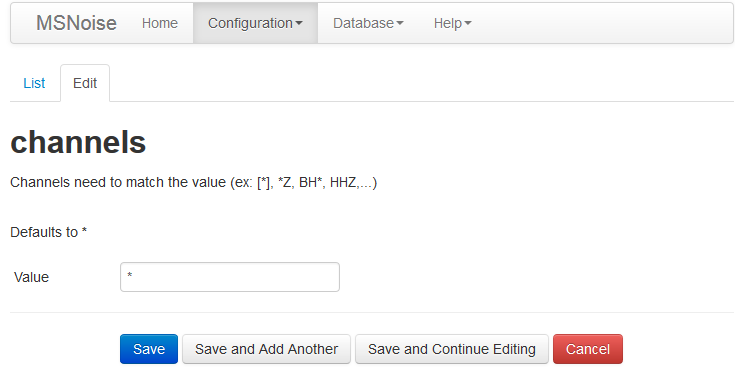 MSNoise Home Configuration Database Help
List Edit
channels
Channels need to match the value (ex: [*], *Z, BH*, HHZ,...)
Defaults to *
Value *
Save Save and Add Another Save and Continue Editing Cancel